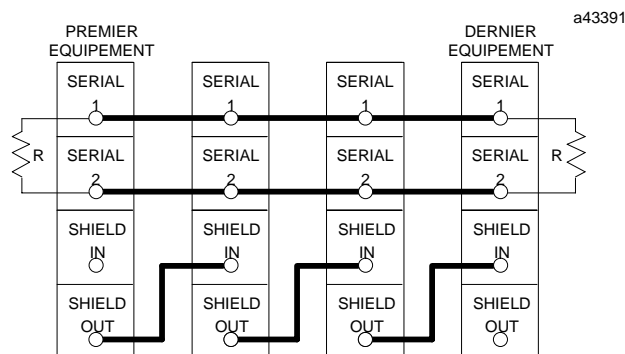 a43391
PREMIER
EQUIPEMENT
DERNIER
EQUIPEMENT
SERIAL
1
SERIAL
1
SERIAL
1
SERIAL
1
R
SERIAL
2
SERIAL
2
SERIAL
2
SERIAL
2
R
SHIELD
IN
SHIELD
IN
SHIELD
IN
SHIELD
IN
SHIELD
OUT
SHIELD
OUT
SHIELD
OUT
SHIELD
OUT